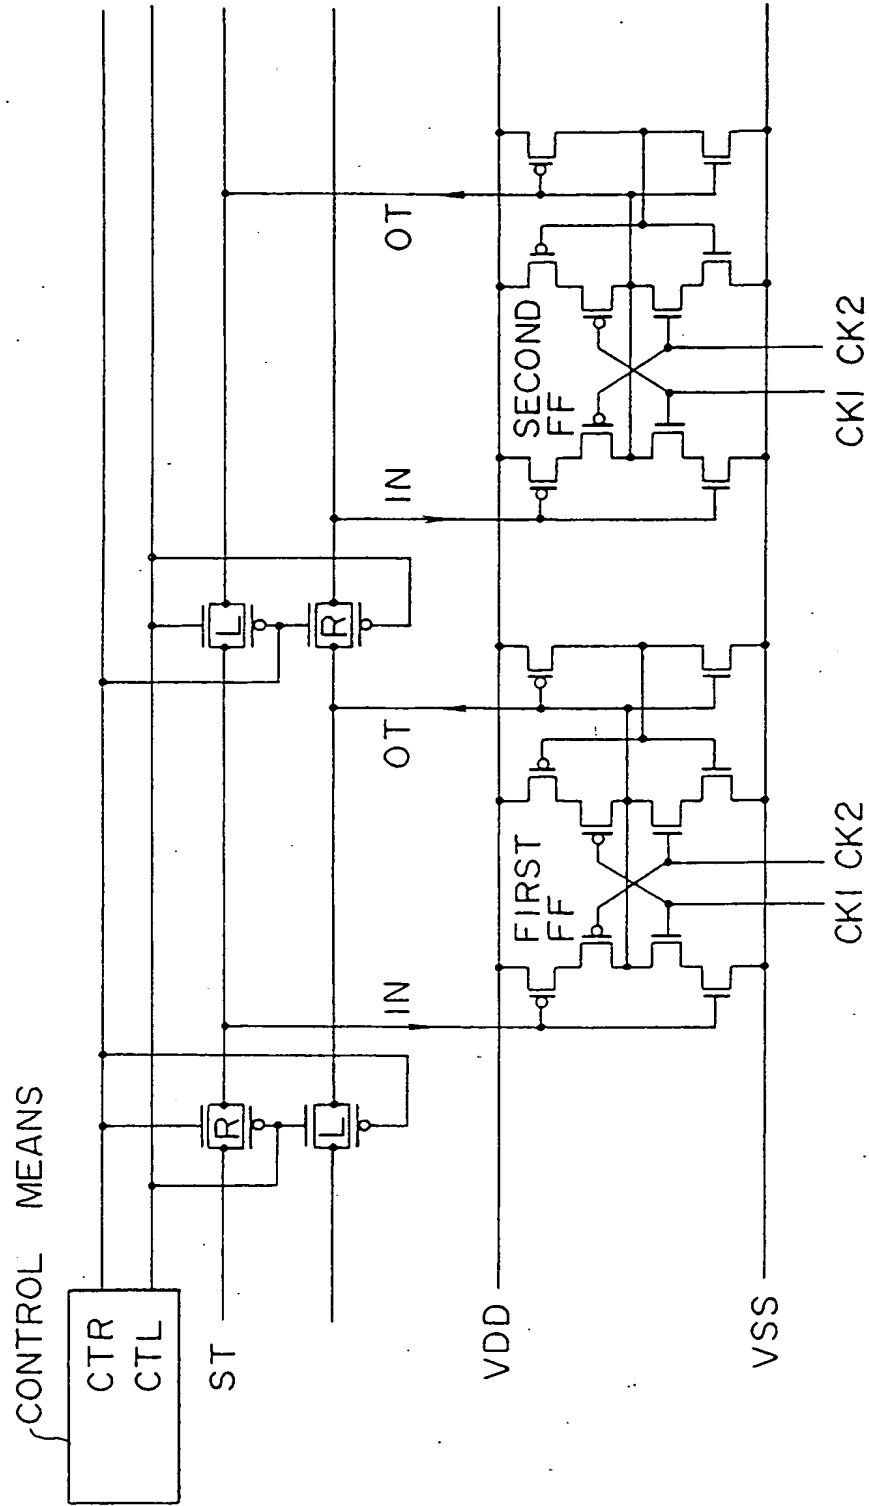 CONTROL MEANS
CTR
CTL
ST
R
L
L
R
IN
OT
IN
OT
VDD
FIRST
FF
SECOND
FF
VSS
CK1 CK2
CK1 CK2